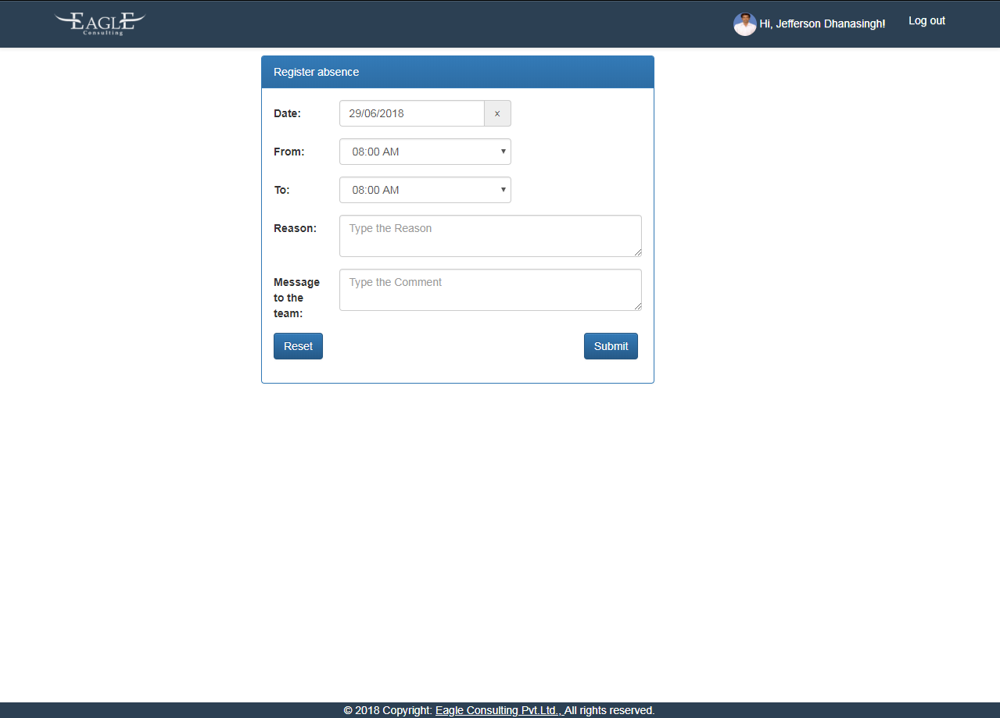 EAGLE
Consulting
Hi, Jefferson Dhanasingh!
Log out
Register absence
Date:
29/06/2018
x
From:
08:00 AM
To:
08:00 AM
Reason:
Type the Reason
Message
to the
team:
Type the Comment
Reset
Submit
© 2018 Copyright: Eagle Consulting Pvt.Ltd., All rights reserved.